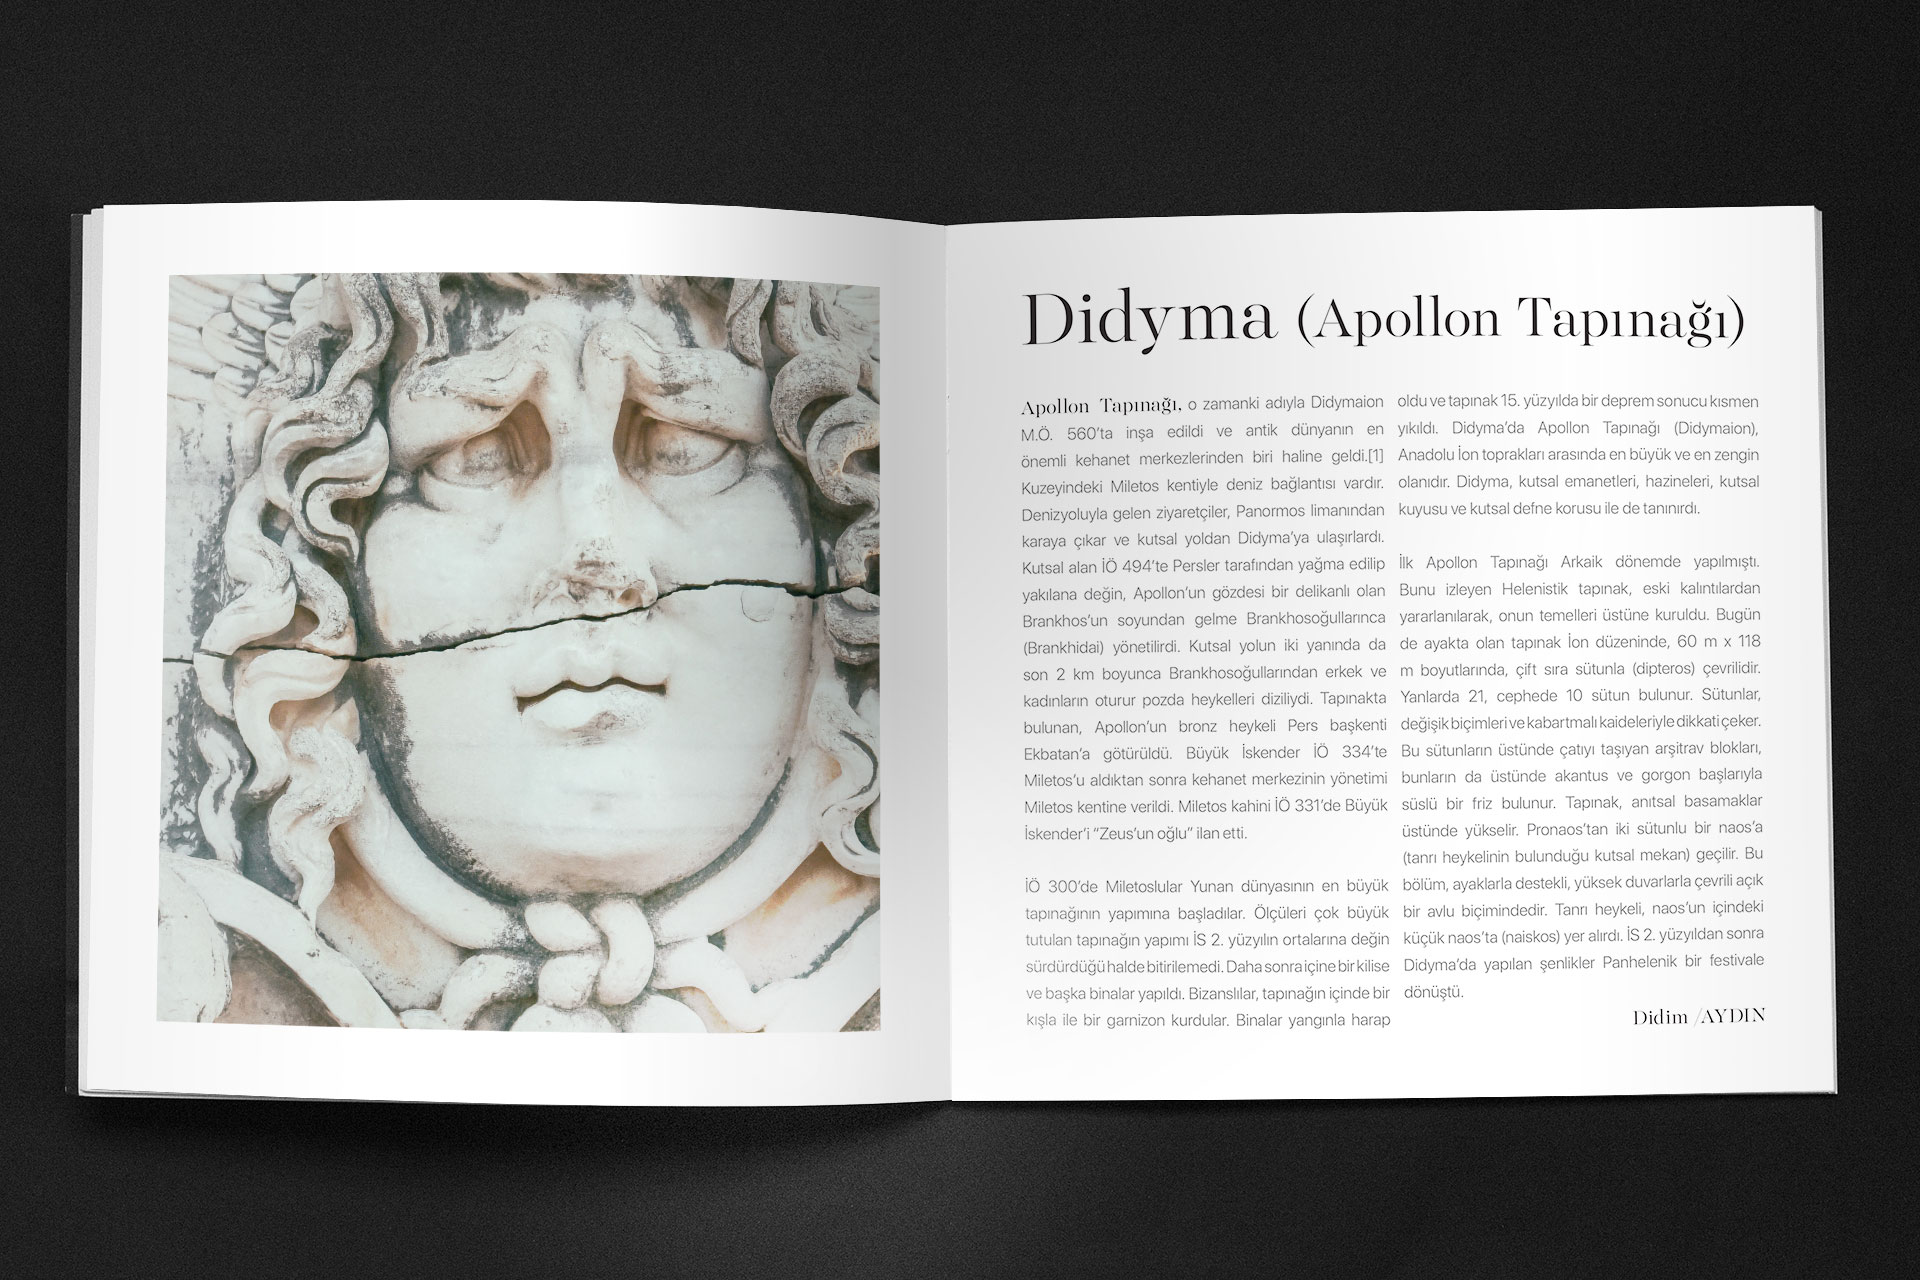 Didyma (Apollon Tapınağı)
Apollon Tapınağı, o zamanki adıyla Didymaion
M.Ö. 560'ta inşa edildi ve antik dünyanın en
önemli kehanet merkezlerinden biri haline geldi.[1]
Kuzeyindeki Miletos kentiyle deniz bağlantısı vardır.
Denizyoluyla gelen ziyaretçiler, Panormos limanından
karaya çıkar ve kutsal yoldan Didyma'ya ulaşırlardı.
Kutsal alan İÖ 494'te Persler tarafından yağma edilip
yakılana değin, Apollon'un gözdesi bir delikanlı olan
Brankhos'un soyundan gelme Brankhosoğullarınca
(Brankhidai) yönetilirdi. Kutsal yolun iki yanında da
son 2 km boyunca Brankhosoğullarından erkek ve
kadınların oturur pozda heykelleri diziliydi. Tapınakta
bulunan, Apollon'un bronz heykeli Pers başkenti
Ekbatan'a götürüldü. Büyük İskender İÖ 334'te
Miletos'u aldıktan sonra kehanet merkezinin yönetimi
Miletos kentine verildi. Miletos kahini İÖ 331'de Büyük
İskender'i "Zeus'un oğlu" ilan etti.
İÖ 300'de Miletoslular Yunan dünyasının en büyük
tapınağının yapımına başladılar. Ölçüleri çok büyük
tutulan tapınağın yapımı İS 2. yüzyılın ortalarına değin
sürdürdüğü halde bitirilemedi. Daha sonra içine bir kilise
ve başka binalar yapıldı. Bizanslılar, tapınağın içinde bir
kışla ile bir garnizon kurdular. Binalar yangınla harap
oldu ve tapınak 15. yüzyılda bir deprem sonucu kısmen
yıkıldı. Didyma'da Apollon Tapınağı (Didymaion),
Anadolu İon toprakları arasında en büyük ve en zengin
olanıdır. Didyma, kutsal emanetleri, hazineleri, kutsal
kuyusu ve kutsal defne korusu ile de tanınırdı.
İlk Apollon Tapınağı Arkaik dönemde yapılmıştı.
Bunu izleyen Helenistik tapınak, eski kalıntılardan
yararlanılarak, onun temelleri üstüne kuruldu. Bugün
de ayakta olan tapınak İon düzeninde, 60 m x 118
m boyutlarında, çift sıra sütunla (dipteros) çevrilidir.
Yanlarda 21, cephede 10 sütun bulunur. Sütunlar,
değişik biçimleri ve kabartmalı kaideleriyle dikkati çeker.
Bu sütunların üstünde çatıyı taşıyan arşitrav blokları,
bunların da üstünde akantus ve gorgon başlarıyla
süslü bir friz bulunur. Tapınak, anıtsal basamaklar
üstünde yükselir. Pronaos'tan iki sütunlu bir naos'a
(tanrı heykelinin bulunduğu kutsal mekan) geçilir. Bu
bölüm, ayaklarla destekli, yüksek duvarlarla çevrili açık
bir avlu biçimindedir. Tanrı heykeli, naos'un içindeki
küçük naos'ta (naiskos) yer alırdı. İS 2. yüzyıldan sonra
Didyma'da yapılan şenlikler Panhelenik bir festivale
dönüştü.
Didim /AYDIN